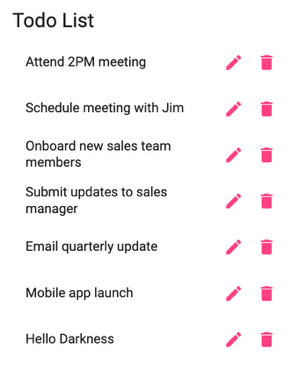 Todo List
Attend 2PM meeting
Schedule meeting with Jim
Onboard new sales team
members
Submit updates to sales
manager
Email quarterly update
Mobile app launch
Hello Darkness